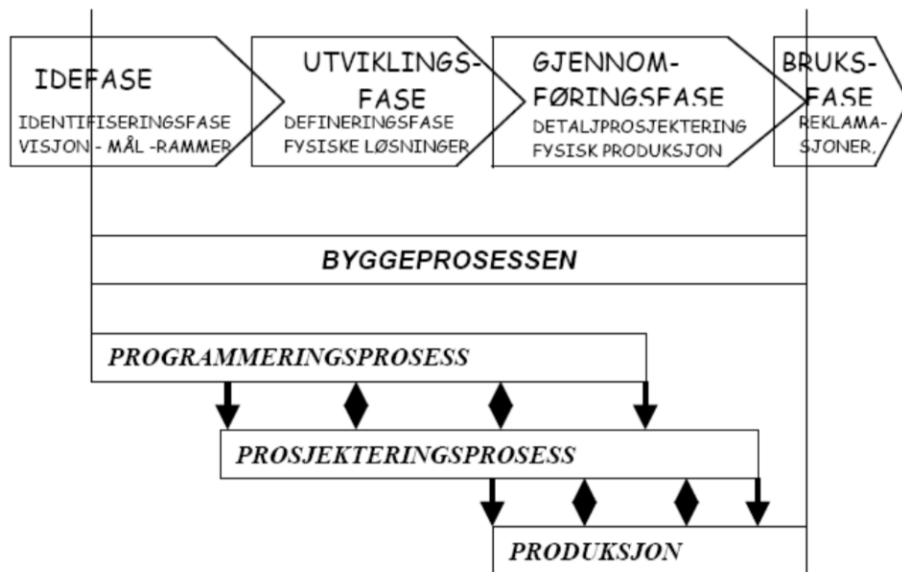 IDEFASE
IDENTIFISERINGSFASE
VISJON - MÅL -RAMMER
UTVIKLINGS-
FASE
DEFINERINGSFASE
FYSISKE LØSNINGER
GJENNOM-
FØRINGSFASE
DETALJPROSJEKTERING
FYSISK PRODUKSJON
BRUKS-
FASE
REKLAMA-
SJONER.
BYGGEPROSESSEN
PROGRAMMERINGSPROSESS
PROSJEKTERINGSPROSESS
PRODUKSJON